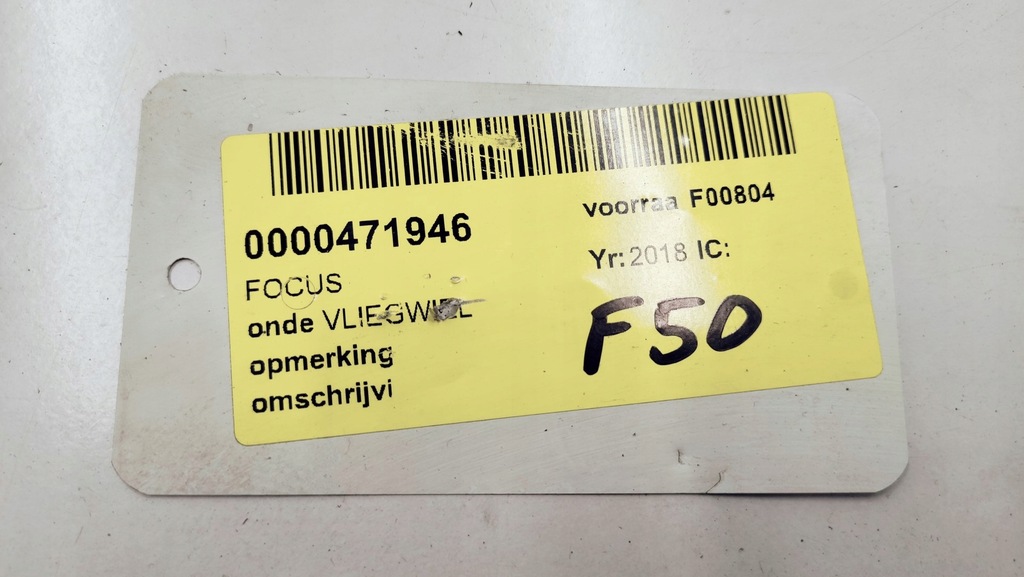 0000471946
voorraa F00804
FOCUS
Yr: 2018 IC:
onde VLIEGWIEL
F50
opmerking
omschrijvi